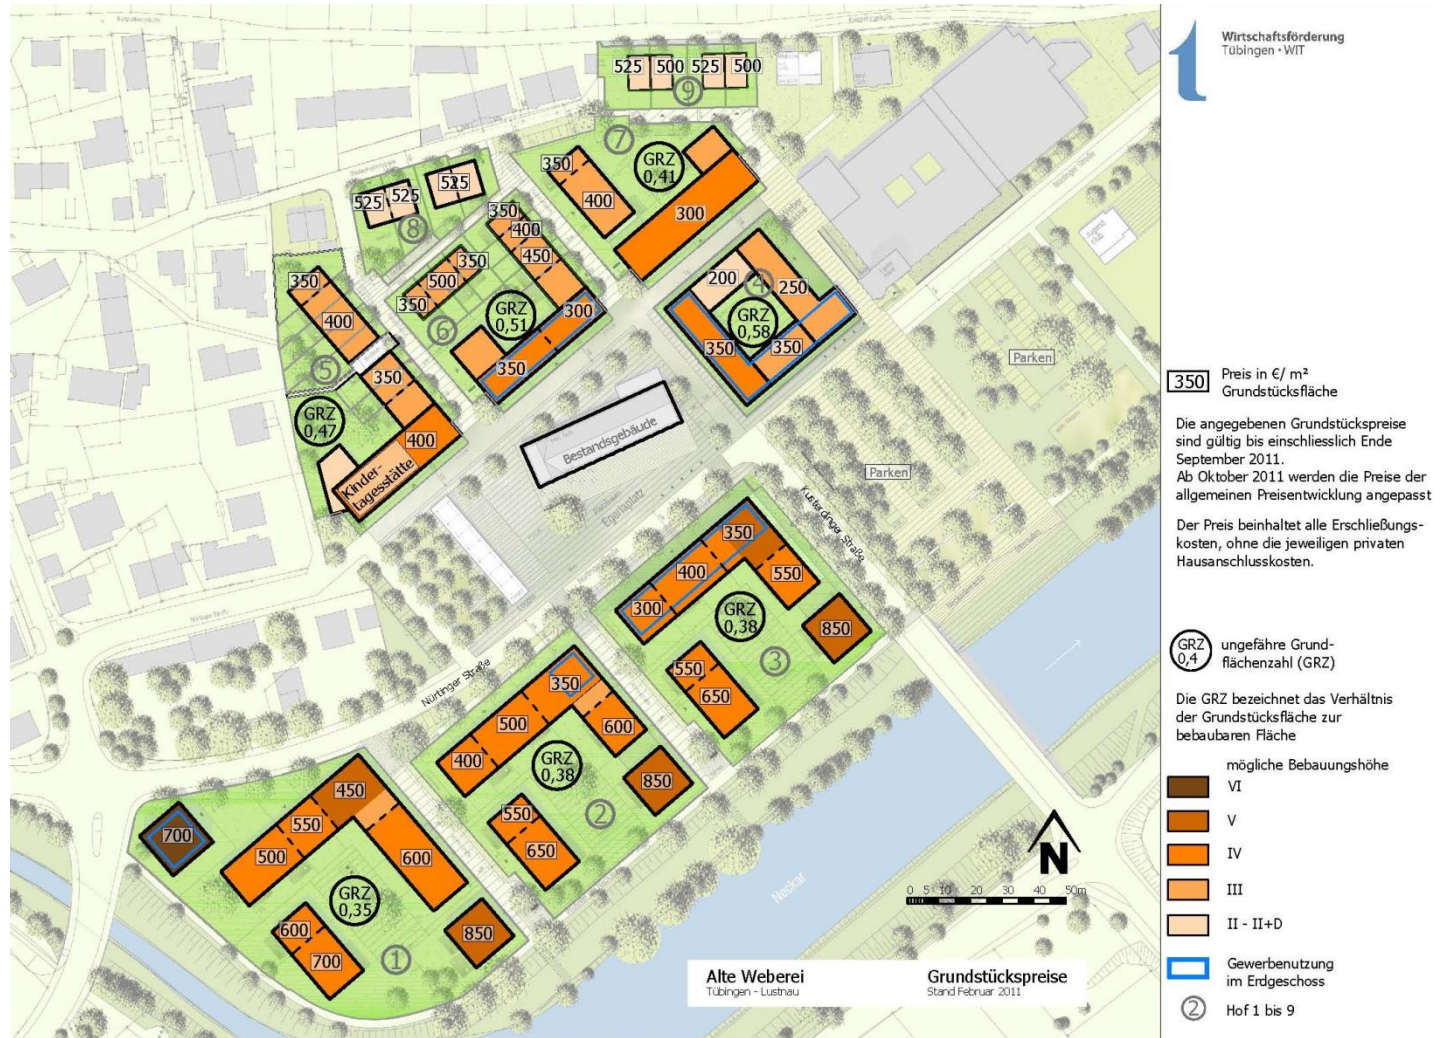 Wirtschaftsförderung
Tübingen • WIT
525
500
525
500
9
7
GRZ
0,41
350
400
300
525
525
525
8
350
400
450
350
500
350
6
GRZ
0,51
300
350
200
4
250
GRZ
0,58
350
350
350
400
5
350
GRZ
0,47
400
Kinder-
tagesstätte
Bestandsgebäude
Egeriaplatz
Parken
Parken
Kusterdinger Straße
Nürtinger Straße
350
400
300
550
GRZ
0,38
850
3
550
650
350
500
400
600
GRZ
0,38
850
2
550
650
450
550
500
700
600
GRZ
0,35
600
700
850
1
Neckar
N
0 5 10 20 30 40 50m
Alte Weberei
Tübingen - Lustnau
Grundstückspreise
Stand Februar 2011
350
Preis in €/ m²
Grundstücksfläche
Die angegebenen Grundstückspreise
sind gültig bis einschliesslich Ende
September 2011.
Ab Oktober 2011 werden die Preise der
allgemeinen Preisentwicklung angepasst
Der Preis beinhaltet alle Erschließungs-
kosten, ohne die jeweiligen privaten
Hausanschlusskosten.
GRZ
0,4
ungefähre Grund-
flächenzahl (GRZ)
Die GRZ bezeichnet das Verhältnis
der Grundstücksfläche zur
bebaubaren Fläche
mögliche Bebauungshöhe
VI
V
IV
III
II - II+D
Gewerbenutzung
im Erdgeschoss
2
Hof 1 bis 9